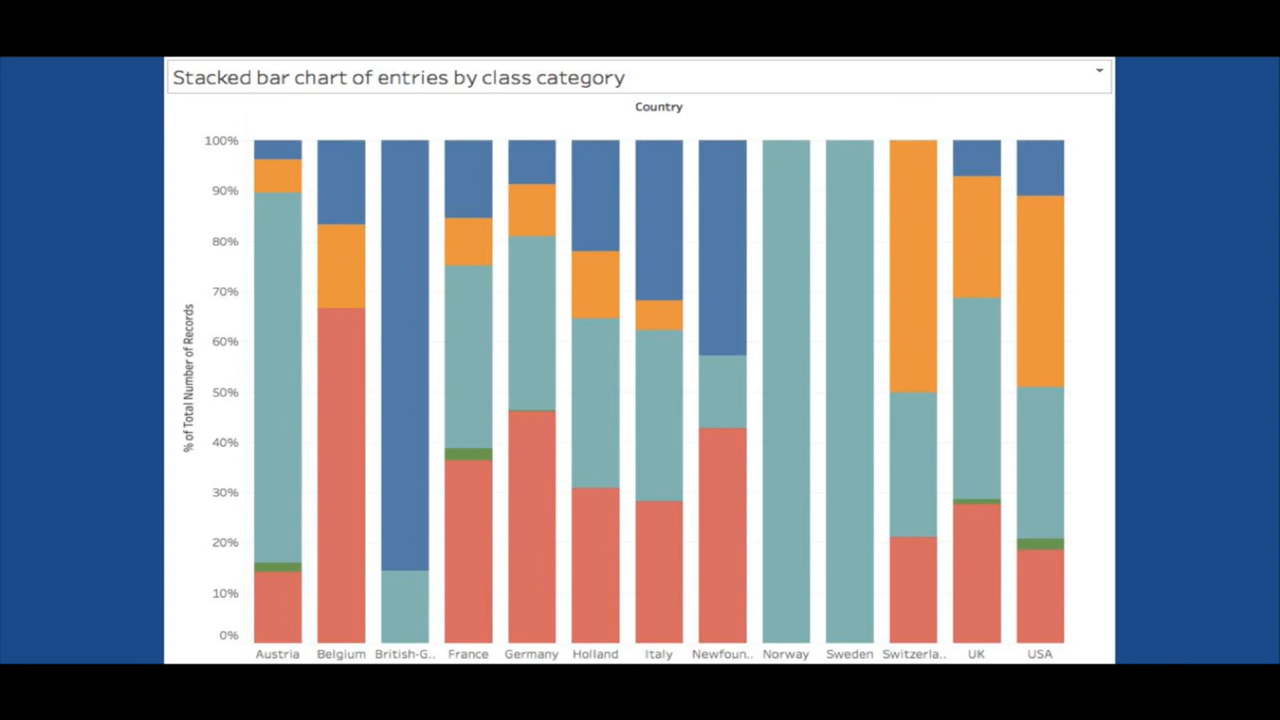 Stacked bar chart of entries by class category
Country
100%
90%
80%
70%
60%
50%
40%
30%
20%
10%
0%
% of Total Number of Records
Austria Belgium British-G.. France Germany Holland Italy Newfoun.. Norway Sweden Switzerla.. UK USA